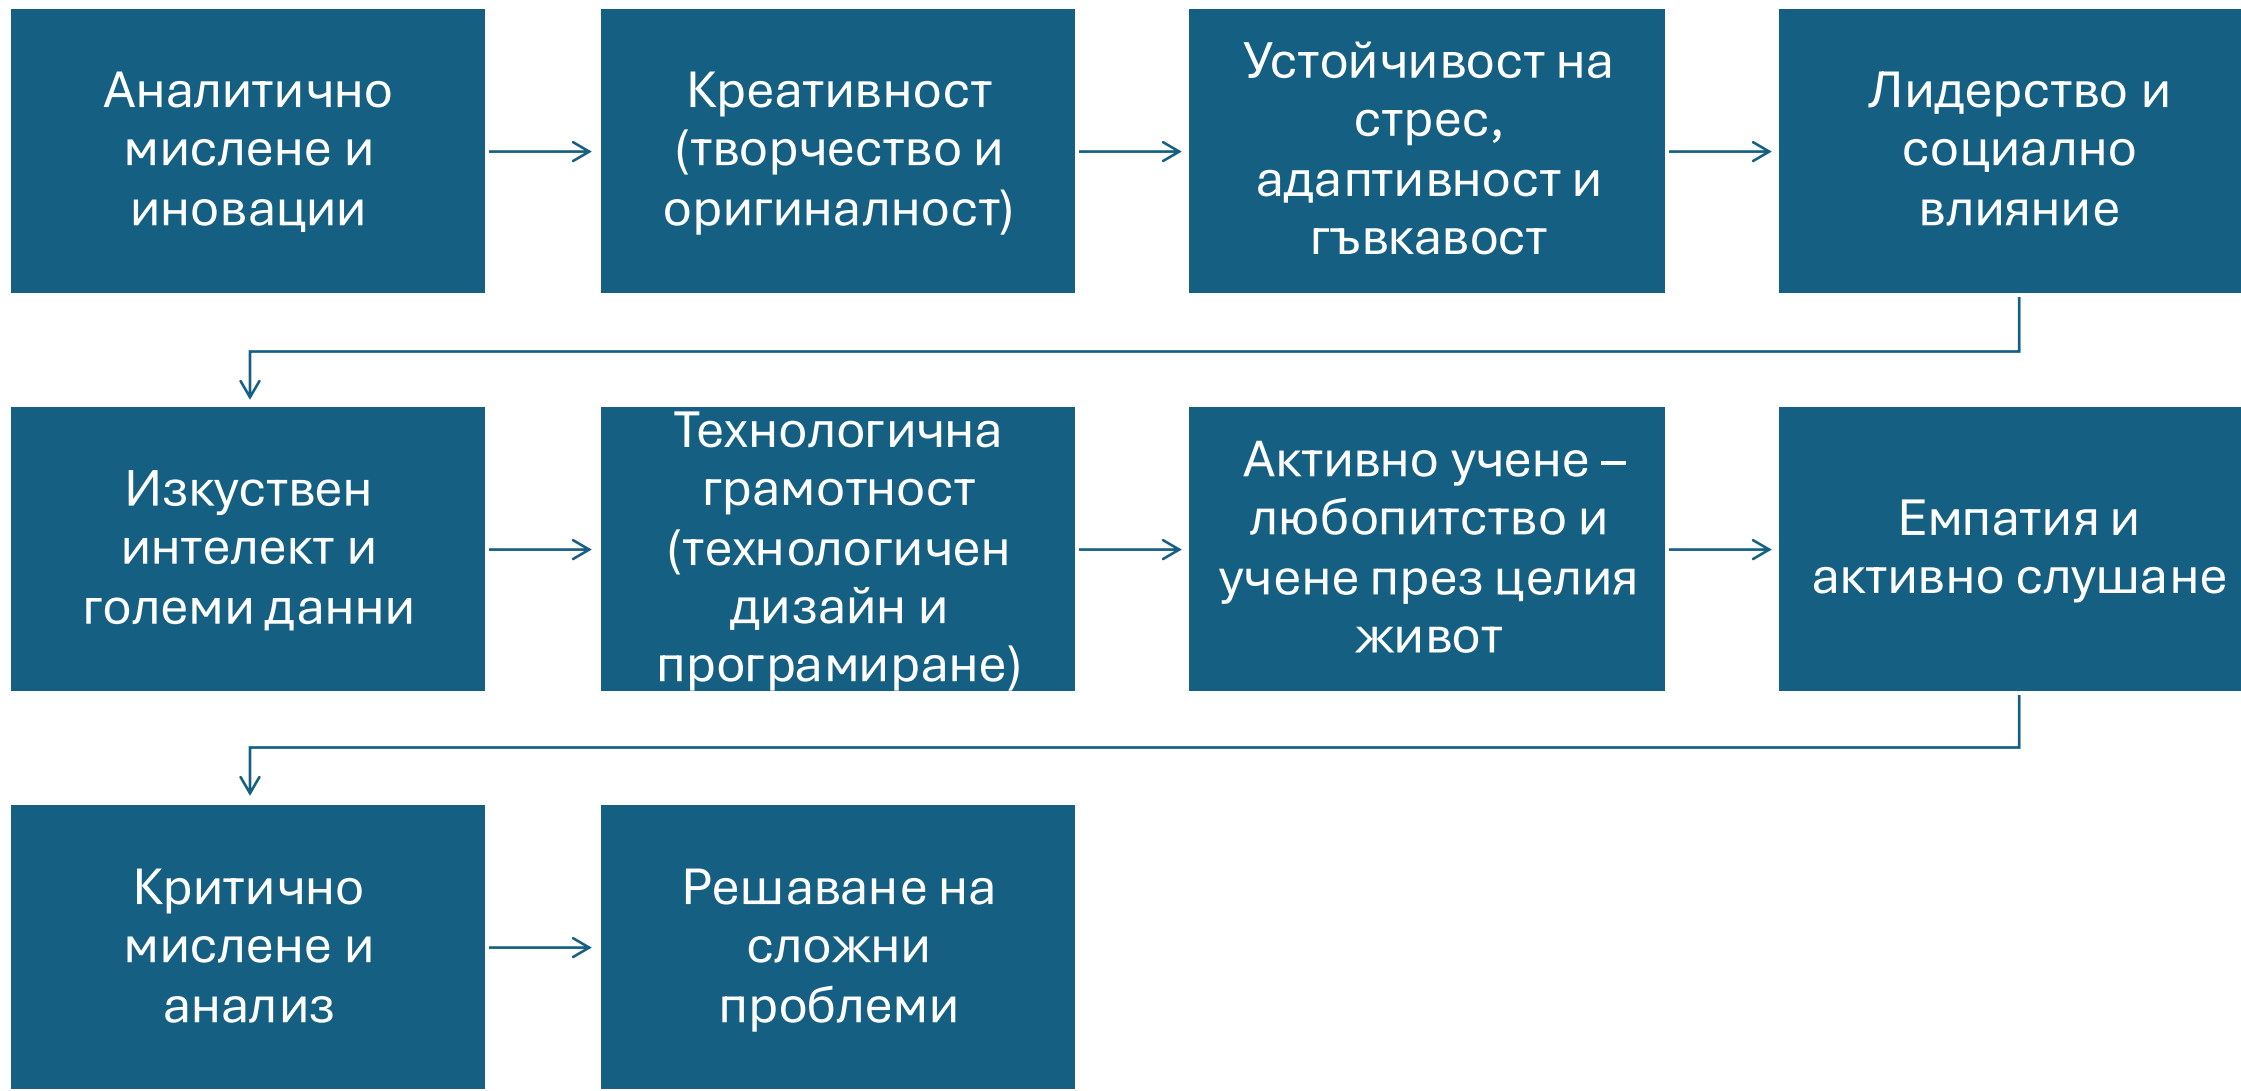 Аналитично
мислене и
иновации
Креативност
(творчество и
оригиналност)
Устойчивост на
стрес,
адаптивност и
гъвкавост
Лидерство и
социално
влияние
Изкуствен
интелект и
големи данни
Технологична
грамотност
(технологичен
дизайн и
програмиране)
Активно учене –
любопитство и
учене през целия
живот
Емпатия и
активно слушане
Критично
мислене и
анализ
Решаване на
сложни
проблеми